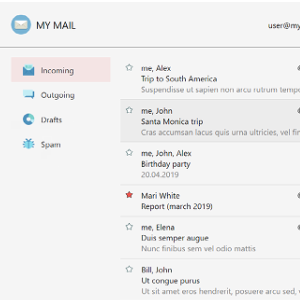 MY MAIL
user@my
Incoming
Outgoing
Drafts
Spam
me, Alex
Trip to South America
Suspendisse ut sapien non arcu rutrum tempo
me, John
Santa Monica trip
Cras accumsan lacus quis urna ultricies, vel fin
me, John, Alex
Birthday party
20.04.2019
Mari White
Report (march 2019)
me, Elena
Duis semper augue
Nunc finibus sem vel odio mattis
Bill, John
Ut congue purus
Ut sit amet eros hendrerit, posuere arcu sed,